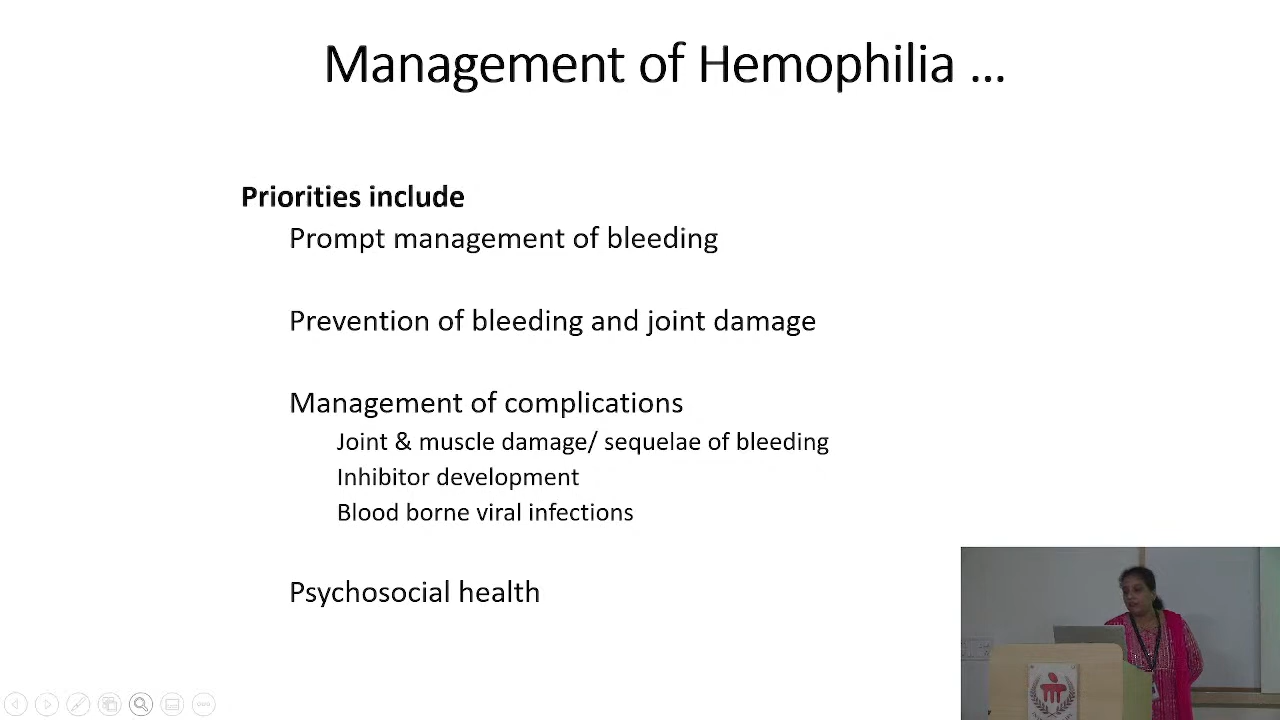 Management of Hemophilia ...
Priorities include
Prompt management of bleeding
Prevention of bleeding and joint damage
Management of complications
Joint & muscle damage/ sequelae of bleeding
Inhibitor development
Blood borne viral infections
Psychosocial health